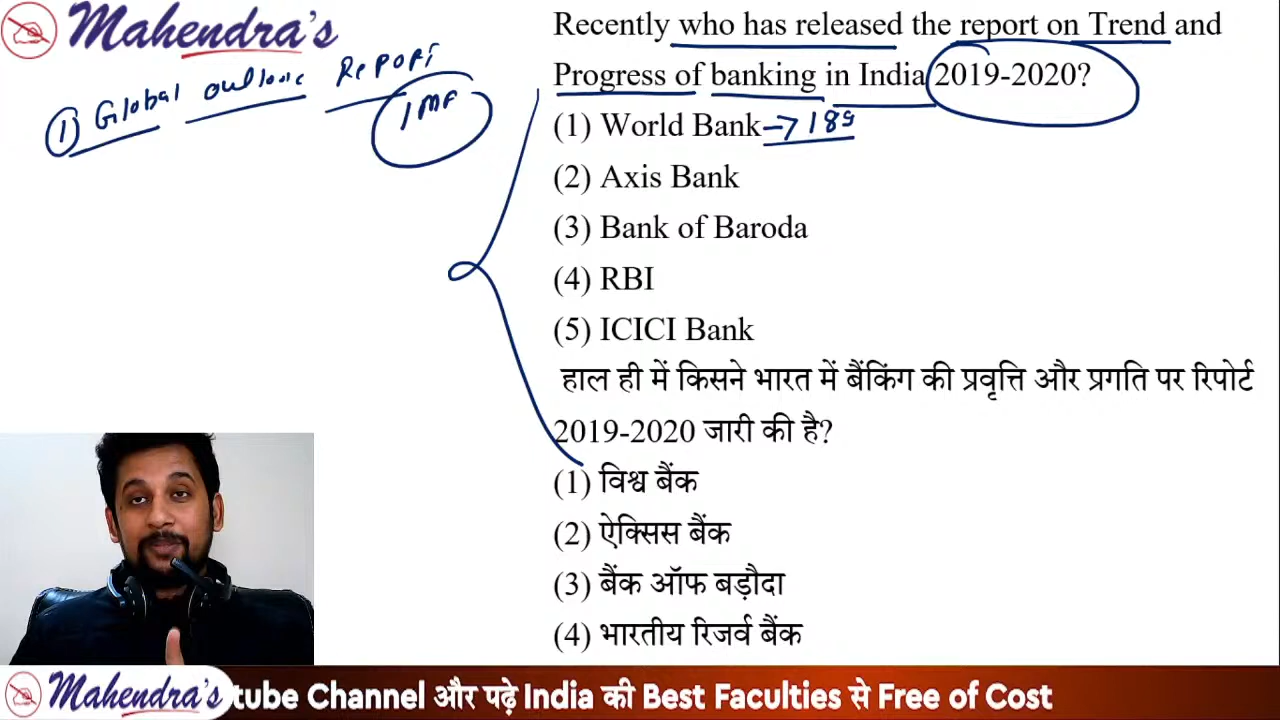 Mahendra's
① Global outlook Report
IMF
Recently who has released the report on Trend and
Progress of banking in India 2019-2020?
(1) World Bank → 189
(2) Axis Bank
(3) Bank of Baroda
(4) RBI
(5) ICICI Bank
हाल ही में किसने भारत में बैंकिंग की प्रवृत्ति और प्रगति पर रिपोर्ट
2019-2020 जारी की है?
(1) विश्व बैंक
(2) ऐक्सिस बैंक
(3) बैंक ऑफ बड़ौदा
(4) भारतीय रिजर्व बैंक
Mahendra's tube Channel और पढ़े India की Best Faculties से Free of Cost